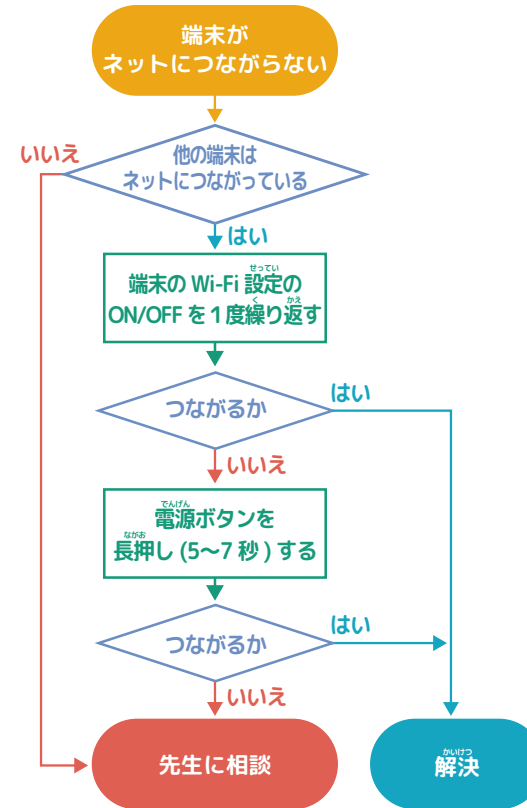 端末が
ネットにつながらない
いいえ
他の端末は
ネットにつながっている
はい
せってい
端末の Wi-Fi 設定の
く かえ
ON/OFF を 1 度繰り返す
つながるか
はい
いいえ
でんげん
電源ボタンを
ながお
長押し (5〜7 秒 ) する
つながるか
はい
いいえ
先生に相談
かいけつ
解決